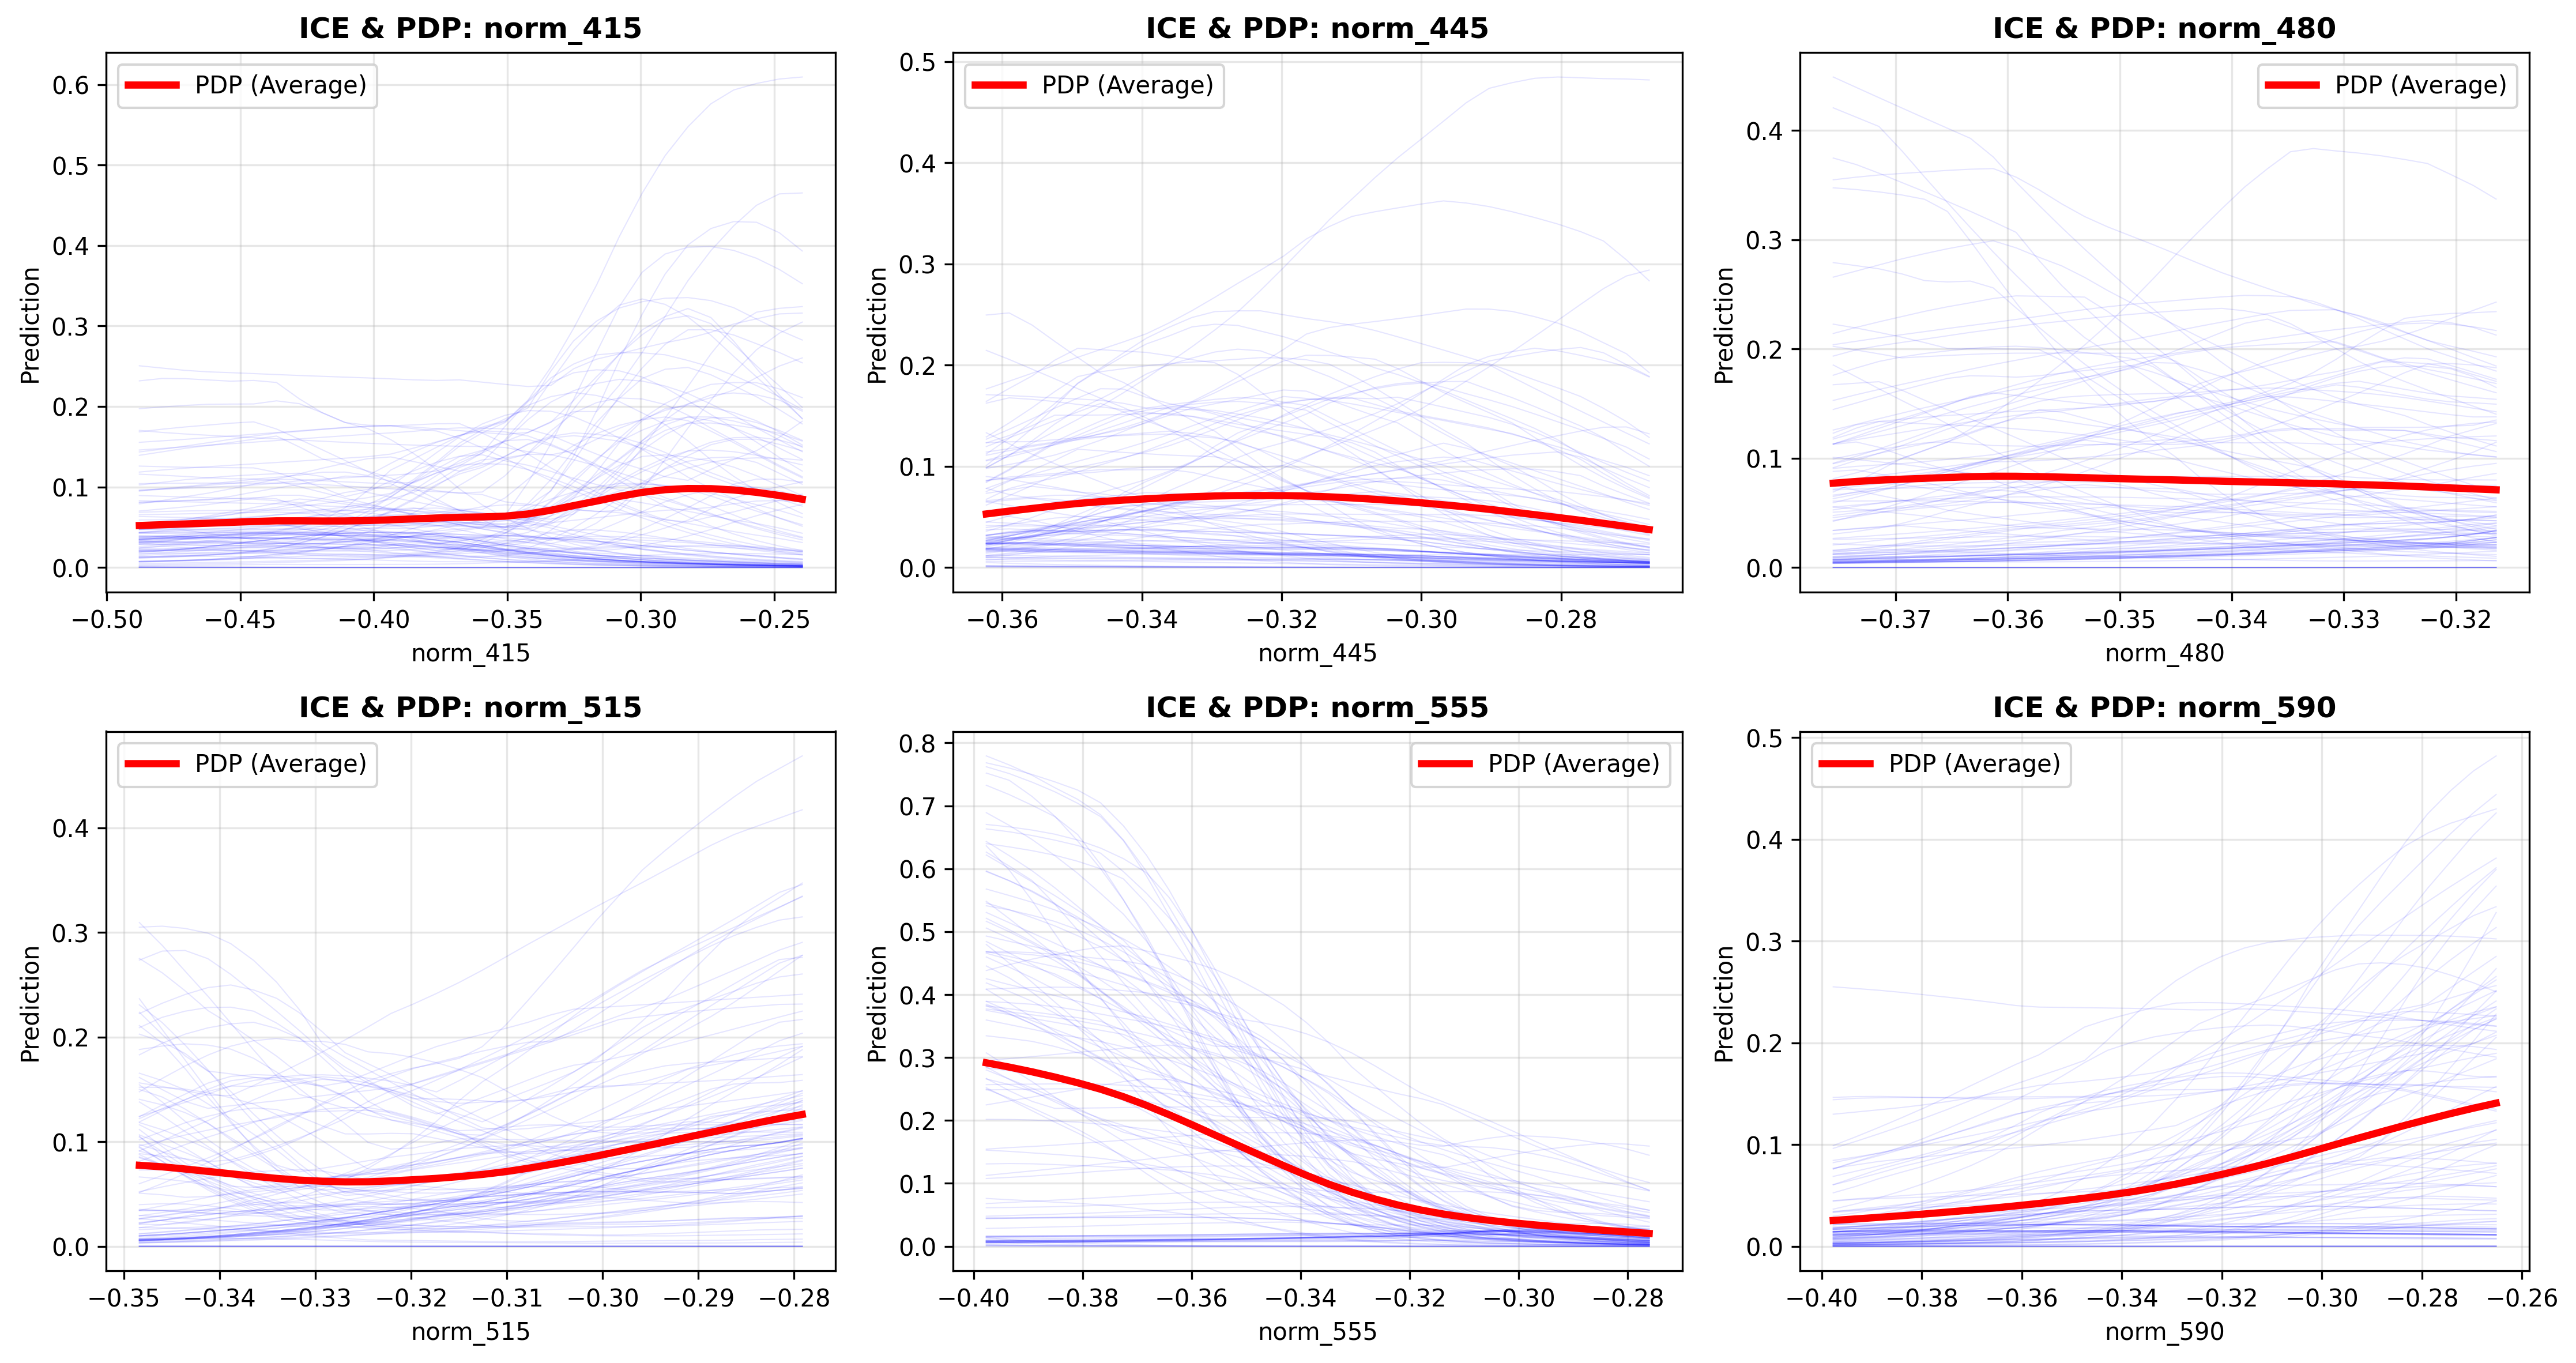 ICE & PDP: norm_415
PDP (Average)
Prediction
0.6
0.5
0.4
0.3
0.2
0.1
0.0
−0.50 −0.45 −0.40 −0.35 −0.30 −0.25
norm_415
ICE & PDP: norm_445
PDP (Average)
Prediction
0.5
0.4
0.3
0.2
0.1
0.0
−0.36 −0.34 −0.32 −0.30 −0.28
norm_445
ICE & PDP: norm_480
PDP (Average)
Prediction
0.4
0.3
0.2
0.1
0.0
−0.37 −0.36 −0.35 −0.34 −0.33 −0.32
norm_480
ICE & PDP: norm_515
PDP (Average)
Prediction
0.4
0.3
0.2
0.1
0.0
−0.35 −0.34 −0.33 −0.32 −0.31 −0.30 −0.29 −0.28
norm_515
ICE & PDP: norm_555
PDP (Average)
Prediction
0.8
0.7
0.6
0.5
0.4
0.3
0.2
0.1
0.0
−0.40 −0.38 −0.36 −0.34 −0.32 −0.30 −0.28
norm_555
ICE & PDP: norm_590
PDP (Average)
Prediction
0.5
0.4
0.3
0.2
0.1
0.0
−0.40 −0.38 −0.36 −0.34 −0.32 −0.30 −0.28 −0.26
norm_590